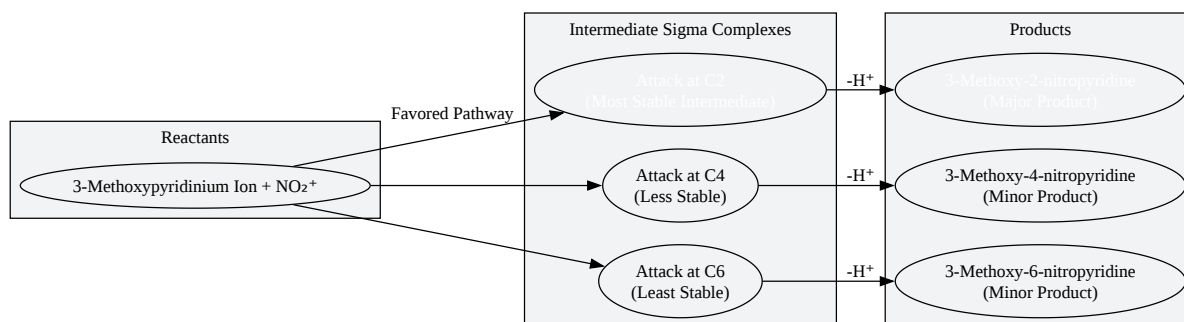 Reactants
3-Methoxypyridinium Ion + NO₂⁺
Favored Pathway
Intermediate Sigma Complexes
Attack at C2
(Most Stable Intermediate)
Attack at C4
(Less Stable)
Attack at C6
(Least Stable)
-H⁺
-H⁺
-H⁺
Products
3-Methoxy-2-nitropyridine
(Major Product)
3-Methoxy-4-nitropyridine
(Minor Product)
3-Methoxy-6-nitropyridine
(Minor Product)